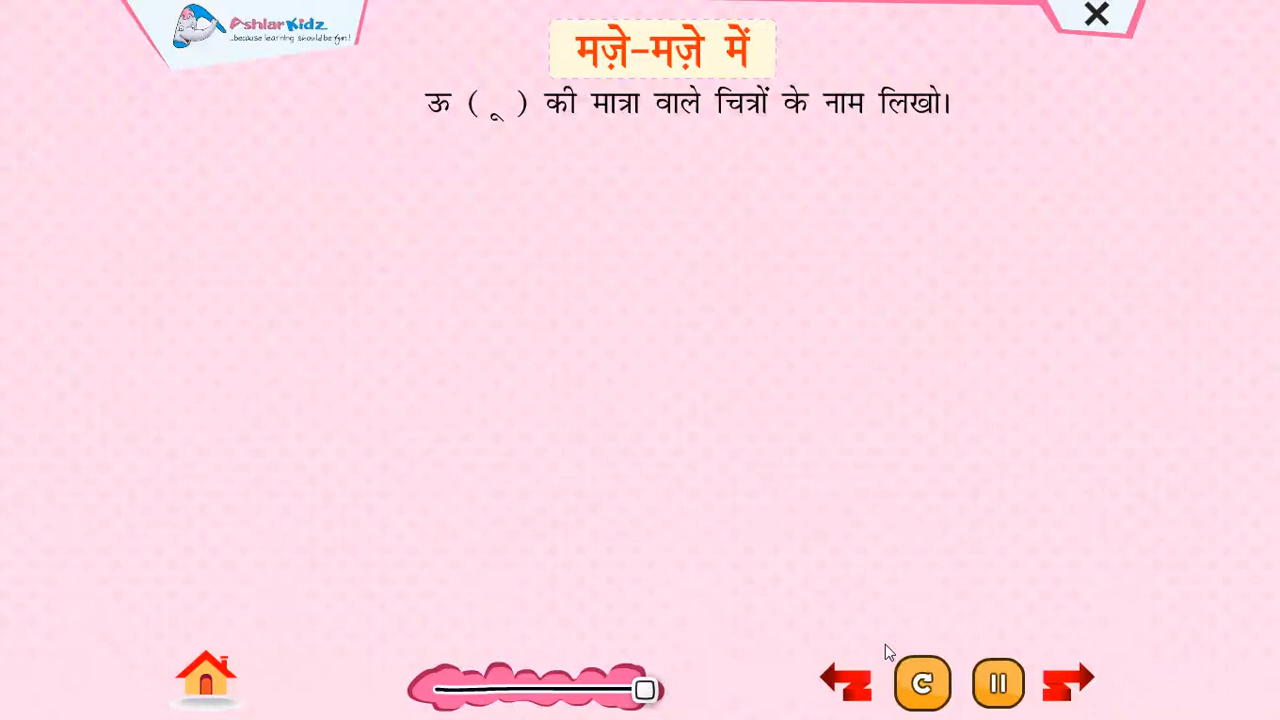 AshlarKidz
...because learning should be fun!
मज़े-मज़े में
ऊ ( ू ) की मात्रा वाले चित्रों के नाम लिखो।